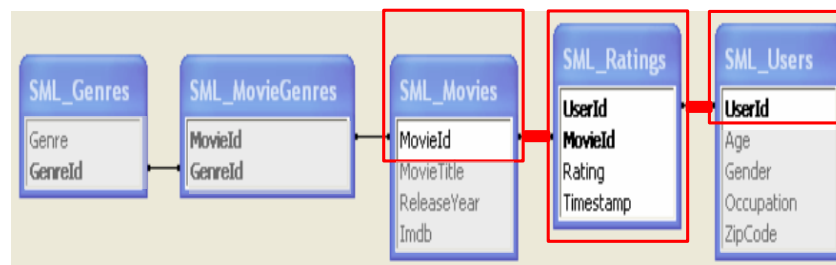 SML_Genres
Genre
GenreId
SML_MovieGenres
MovieId
GenreId
SML_Movies
MovieId
MovieTitle
ReleaseYear
Imdb
SML_Ratings
UserId
MovieId
Rating
Timestamp
SML_Users
UserId
Age
Gender
Occupation
ZipCode